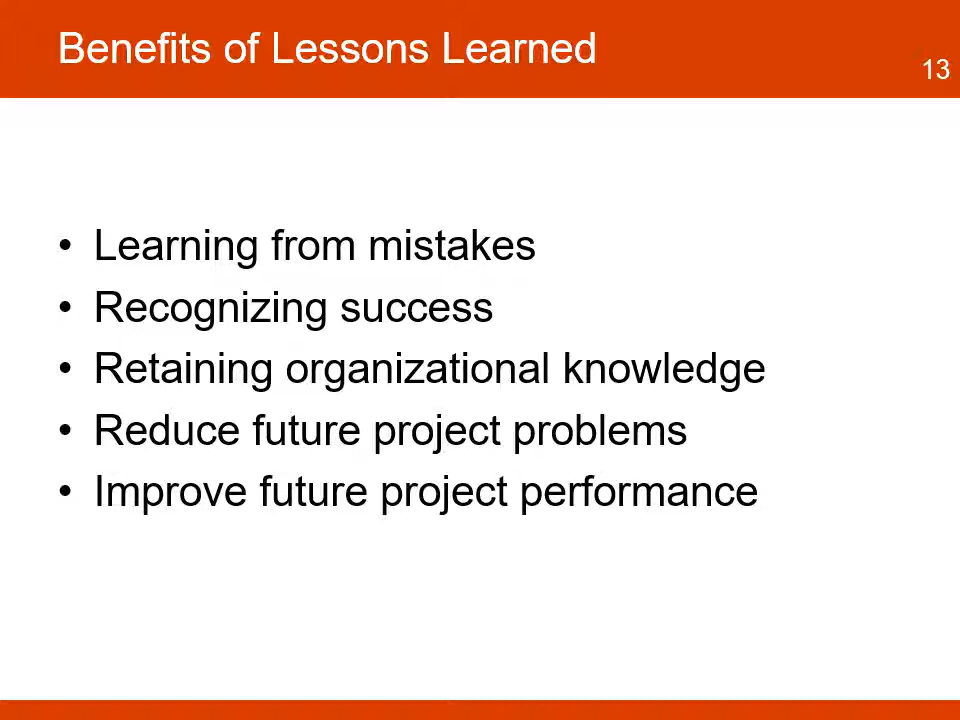 Benefits of Lessons Learned
13
• Learning from mistakes
• Recognizing success
• Retaining organizational knowledge
• Reduce future project problems
• Improve future project performance